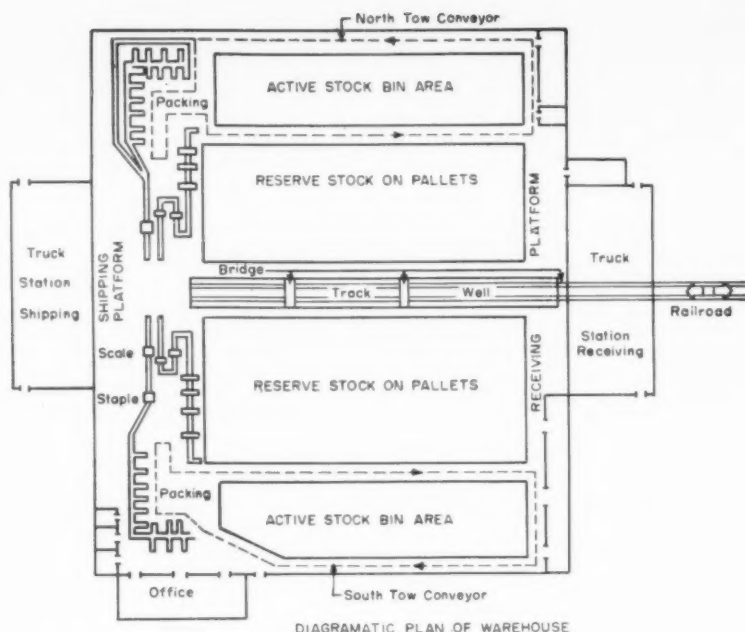 North Tow Conveyor
ACTIVE STOCK BIN AREA
Packing
RESERVE STOCK ON PALLETS
PLATFORM
Truck
Station
Shipping
SHIPPING
PLATFORM
Bridge
Track
Well
Truck
Railroad
Station
Receiving
RECEIVING
Scale
Staple
RESERVE STOCK ON PALLETS
Packing
ACTIVE STOCK BIN AREA
Office
South Tow Conveyor
DIAGRAMATIC PLAN OF WAREHOUSE